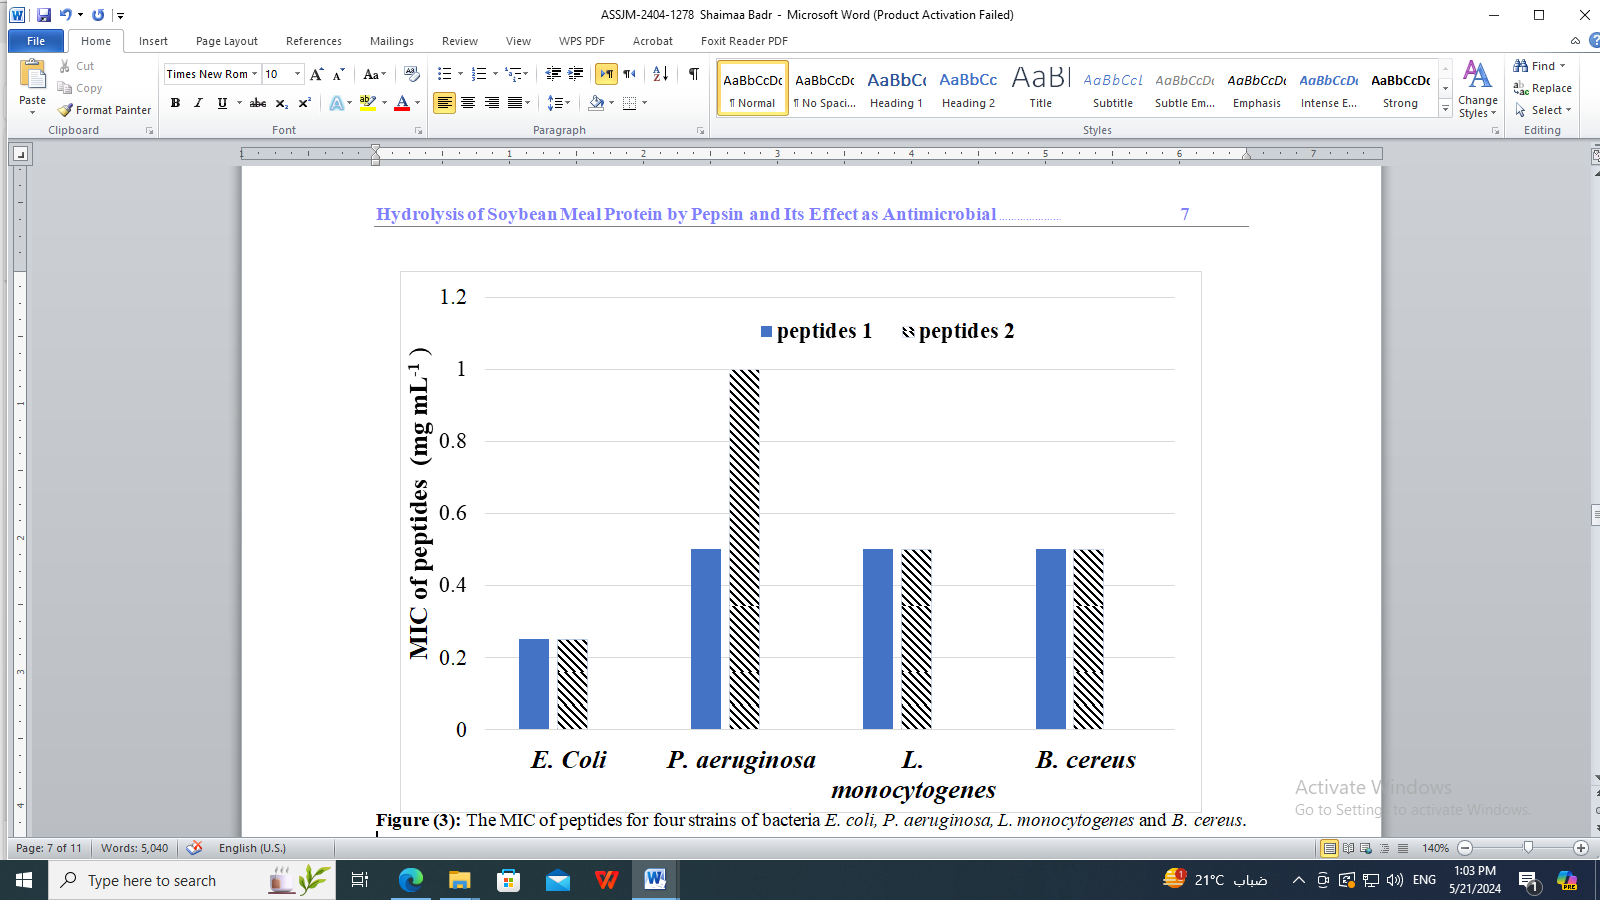 ASSJM-2404-1278 Shaimaa Badr - Microsoft Word (Product Activation Failed)
File Home Insert Page Layout References Mailings Review View WPS PDF Acrobat Foxit Reader PDF
Paste
Cut
Copy
Format Painter
Clipboard
Times New Rom 10
Font
Paragraph
AaBbCcDc AaBbCcDc AaBbC AaBbCc AaBl AaBbCcL AaBbCcDc AaBbCcDc AaBbCcDc AaBbCcDc
¶ Normal ¶ No Spaci... Heading 1 Heading 2 Title Subtitle Subtle Em... Emphasis Intense E... Strong
Change Styles
Styles
Find
Replace
Select
Editing
1 1 2 3 4 5 6 7
Hydrolysis of Soybean Meal Protein by Pepsin and Its Effect as Antimicrobial ..................... 7
MIC of peptides (mg mL-1 )
1.2
peptides 1 peptides 2
1
0.8
0.6
0.4
0.2
0
E. Coli P. aeruginosa L. monocytogenes B. cereus
Figure (3): The MIC of peptides for four strains of bacteria E. coli, P. aeruginosa, L. monocytogenes and B. cereus.
Activate Windows
Go to Settings to activate Windows.
Page: 7 of 11 Words: 5,040 English (U.S.) 140%
Type here to search
21°C ضباب ENG
1:03 PM
5/21/2024